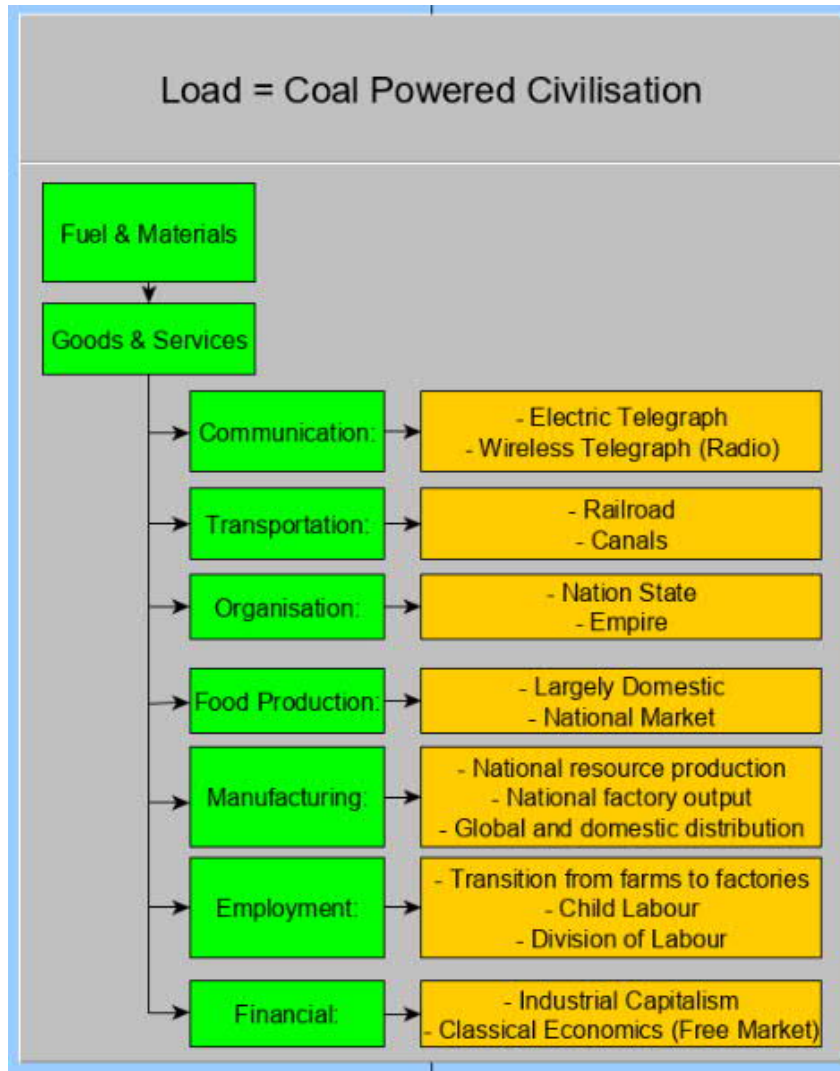 Load = Coal Powered Civilisation
Fuel & Materials
Goods & Services
Communication:
- Electric Telegraph
- Wireless Telegraph (Radio)
Transportation:
- Railroad
- Canals
Organisation:
- Nation State
- Empire
Food Production:
- Largely Domestic
- National Market
Manufacturing:
- National resource production
- National factory output
- Global and domestic distribution
Employment:
- Transition from farms to factories
- Child Labour
- Division of Labour
Financial:
- Industrial Capitalism
- Classical Economics (Free Market)